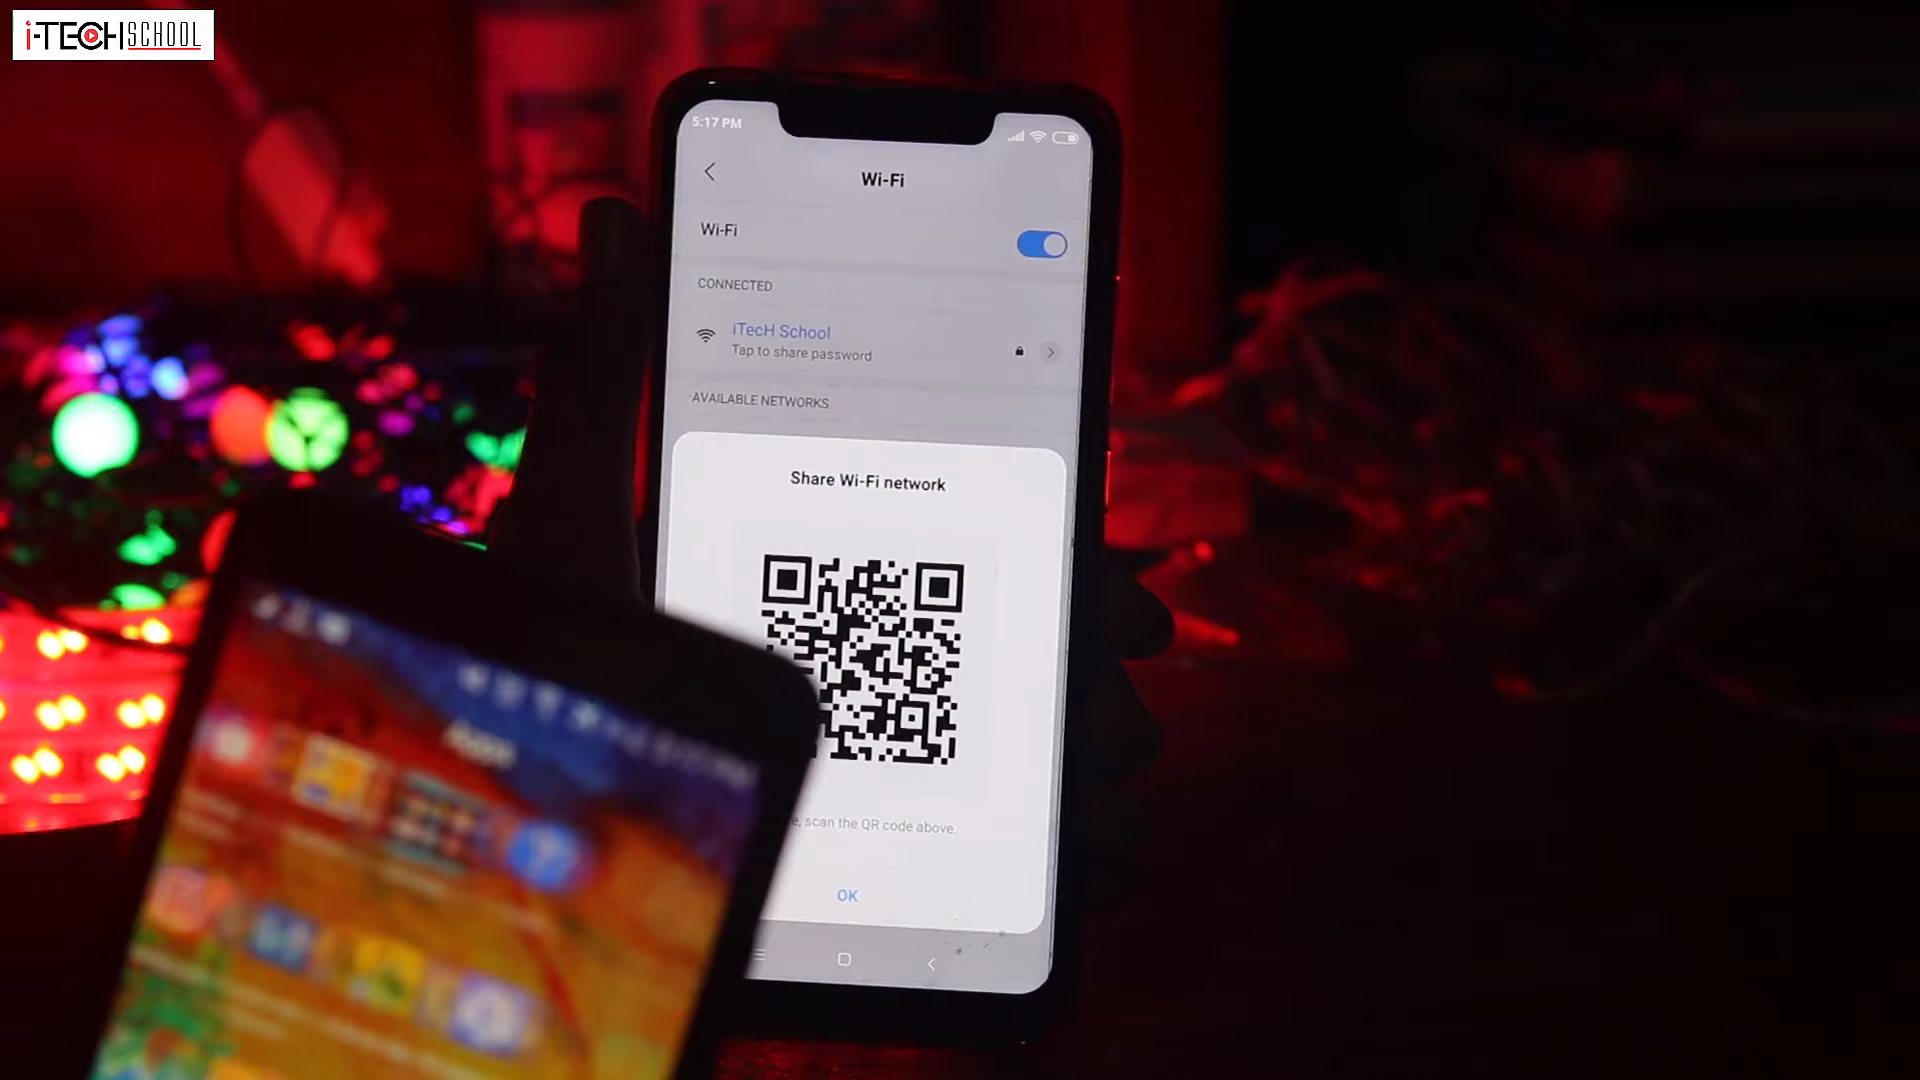 i-TECH SCHOOL
5:17 PM
Wi-Fi
Wi-Fi
CONNECTED
iTecH School
Tap to share password
AVAILABLE NETWORKS
Share Wi-Fi network
scan the QR code above.
OK